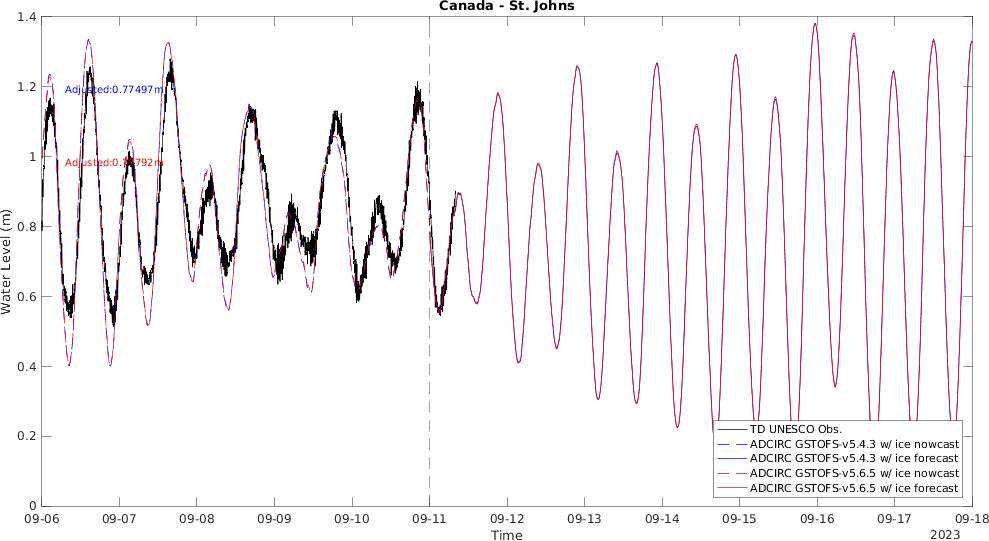 Canada - St. Johns
1.4
1.2
1
0.8
0.6
0.4
0.2
0
Water Level (m)
Adjusted:0.77497m
TD UNESCO Obs.
ADCIRC GSTOFS-v5.4.3 w/ ice nowcast
ADCIRC GSTOFS-v5.4.3 w/ ice forecast
ADCIRC GSTOFS-v5.6.5 w/ ice nowcast
ADCIRC GSTOFS-v5.6.5 w/ ice forecast
09-06 09-07 09-08 09-09 09-10 09-11 09-12 09-13 09-14 09-15 09-16 09-17 09-18
Time
2023